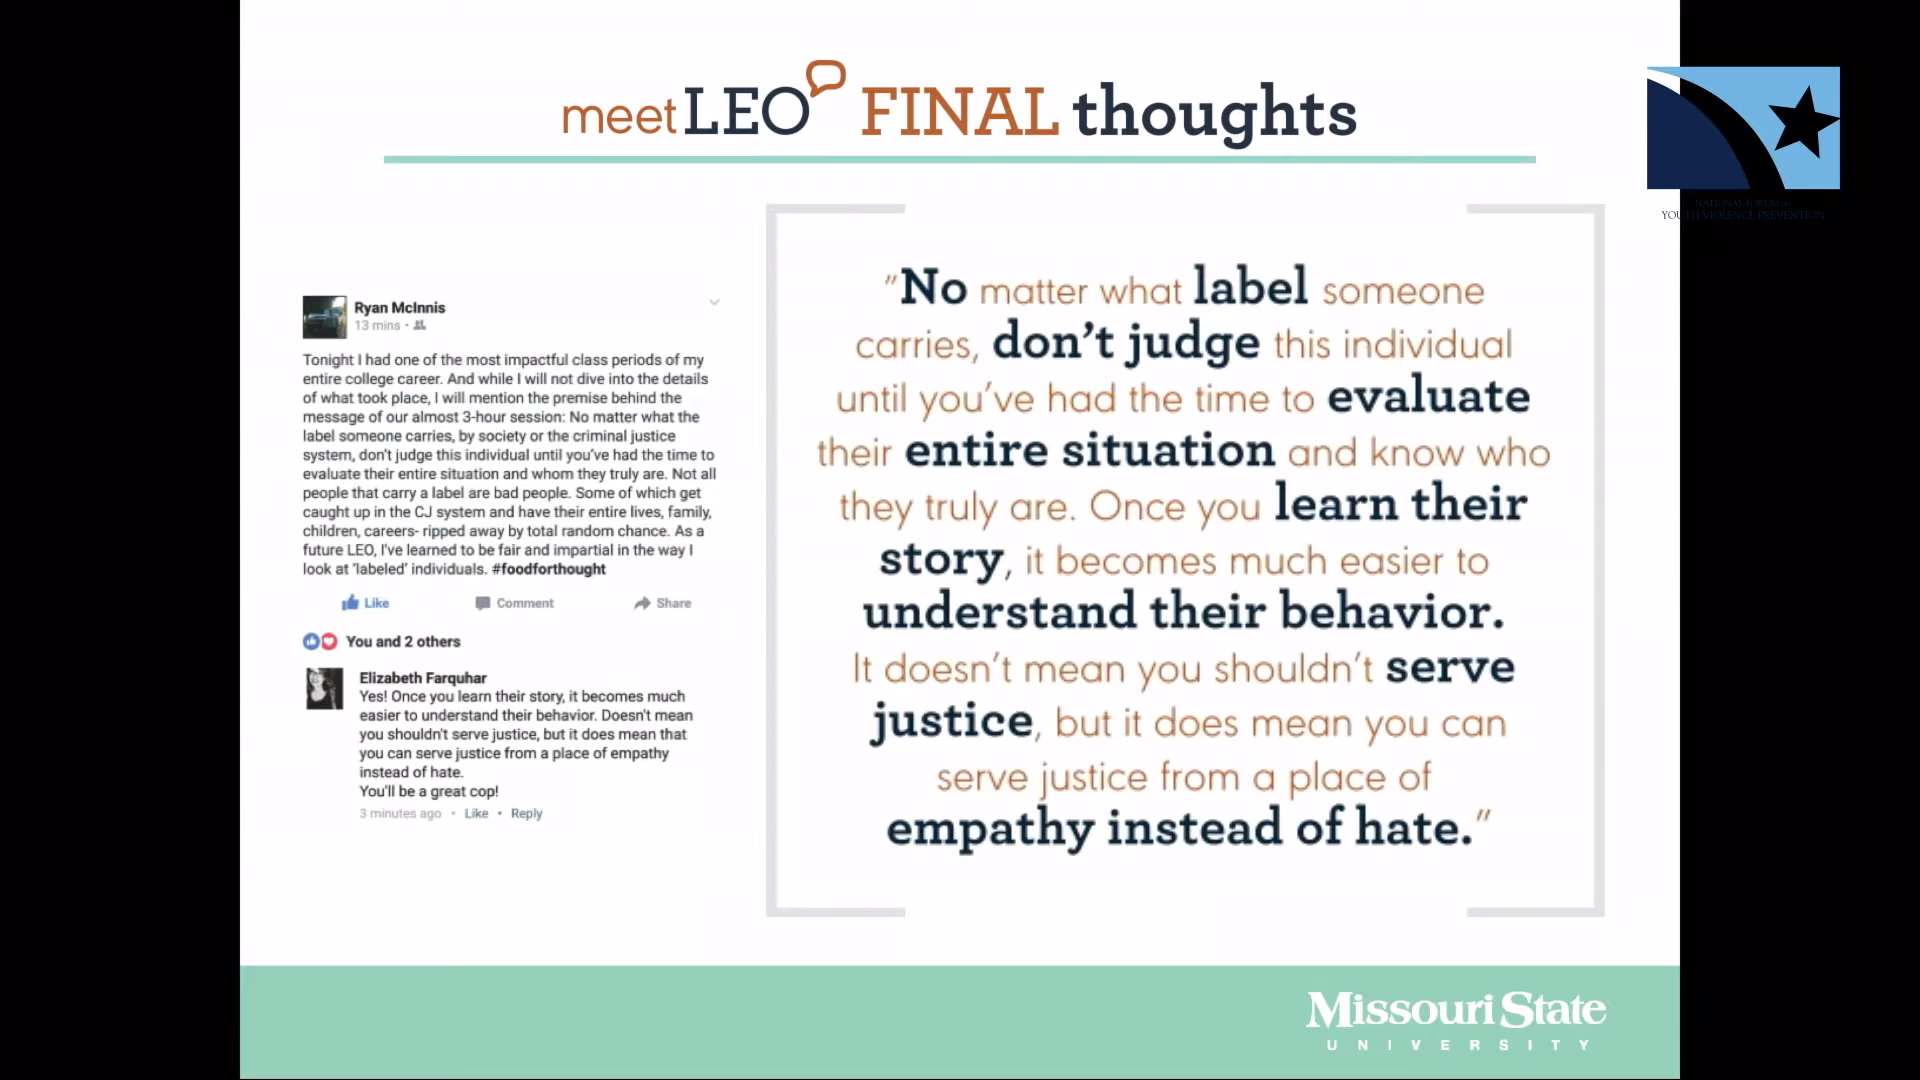 meet LEO FINAL thoughts
NATIONAL FORUM on
YOUTH VIOLENCE PREVENTION
Ryan McInnis
13 mins •
Tonight I had one of the most impactful class periods of my
entire college career. And while I will not dive into the details
of what took place, I will mention the premise behind the
message of our almost 3-hour session: No matter what the
label someone carries, by society or the criminal justice
system, don't judge this individual until you've had the time to
evaluate their entire situation and whom they truly are. Not all
people that carry a label are bad people. Some of which get
caught up in the CJ system and have their entire lives, family,
children, careers- ripped away by total random chance. As a
future LEO, I've learned to be fair and impartial in the way I
look at 'labeled' individuals. #foodforthought
Like Comment Share
You and 2 others
Elizabeth Farquhar
Yes! Once you learn their story, it becomes much
easier to understand their behavior. Doesn't mean
you shouldn't serve justice, but it does mean that
you can serve justice from a place of empathy
instead of hate.
You'll be a great cop!
3 minutes ago • Like • Reply
"No matter what label someone
carries, don't judge this individual
until you've had the time to evaluate
their entire situation and know who
they truly are. Once you learn their
story, it becomes much easier to
understand their behavior.
It doesn't mean you shouldn't serve
justice, but it does mean you can
serve justice from a place of
empathy instead of hate."
Missouri State
UNIVERSITY